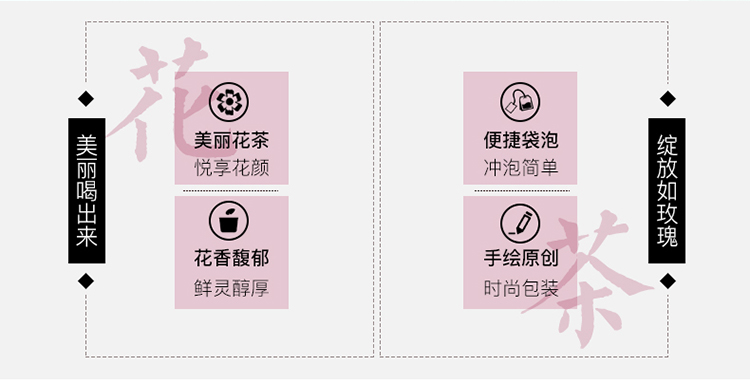 花
美丽喝出来
美丽花茶
悦享花颜
花香馥郁
鲜灵醇厚
便捷袋泡
冲泡简单
手绘原创
时尚包装
绽放如玫瑰
茶